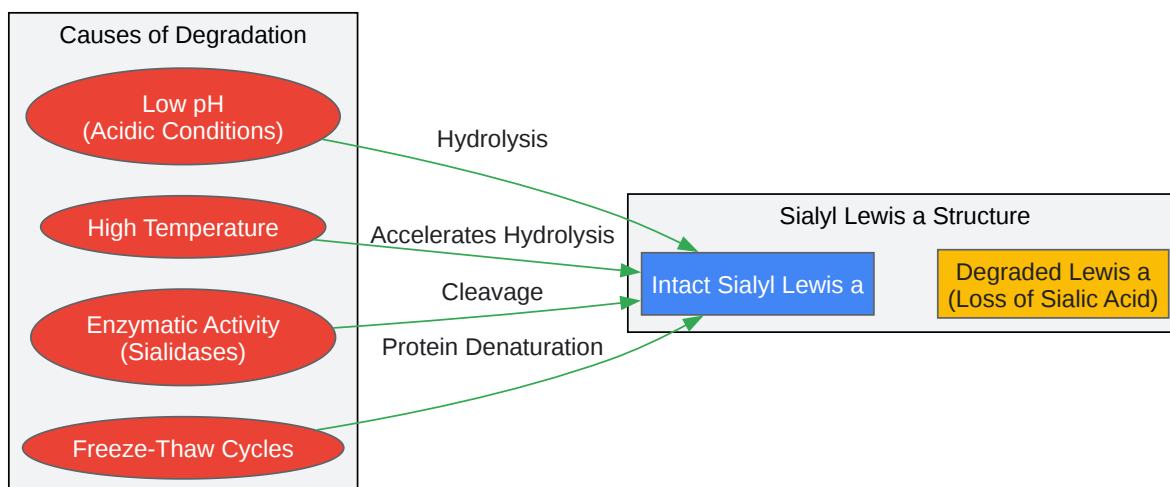 Causes of Degradation
Low pH
(Acidic Conditions)
Hydrolysis
High Temperature
Accelerates Hydrolysis
Enzymatic Activity
(Sialidases)
Cleavage
Freeze-Thaw Cycles
Protein Denaturation
Sialyl Lewis a Structure
Intact Sialyl Lewis a
Degraded Lewis a
(Loss of Sialic Acid)